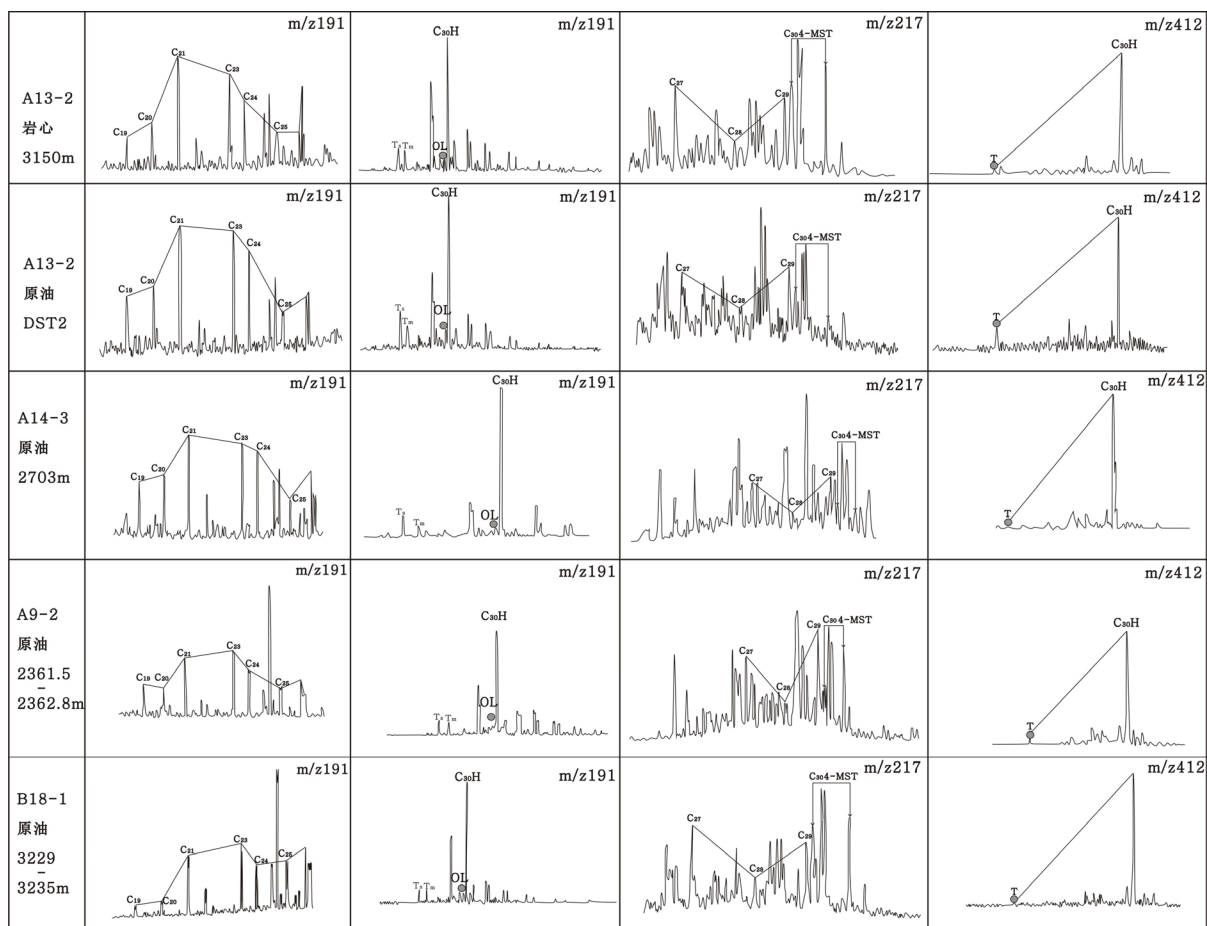 m/z191
m/z191
m/z217
m/z412
A13-2
岩心
3150m
C19
C20
C21
C23
C24
C25
Ts
Tm
OL
C30H
C27
C28
C29
C304-MST
T
C30H
m/z191
m/z191
m/z217
m/z412
A13-2
原油
DST2
C19
C20
C21
C23
C24
C25
Ts
Tm
OL
C30H
C27
C28
C29
C304-MST
T
C30H
m/z191
m/z191
m/z217
m/z412
A14-3
原油
2703m
C19
C20
C21
C23
C24
C25
Ts
Tm
OL
C30H
C27
C28
C29
C304-MST
T
C30H
m/z191
m/z191
m/z217
m/z412
A9-2
原油
2361.5
–
2362.8m
C19
C20
C21
C23
C24
C25
Ts
Tm
OL
C30H
C27
C28
C29
C304-MST
T
C30H
m/z191
m/z191
m/z217
m/z412
B18-1
原油
3229
–
3235m
C19
C20
C21
C23
C24
C25
Ts
Tm
OL
C30H
C27
C28
C29
C304-MST
T